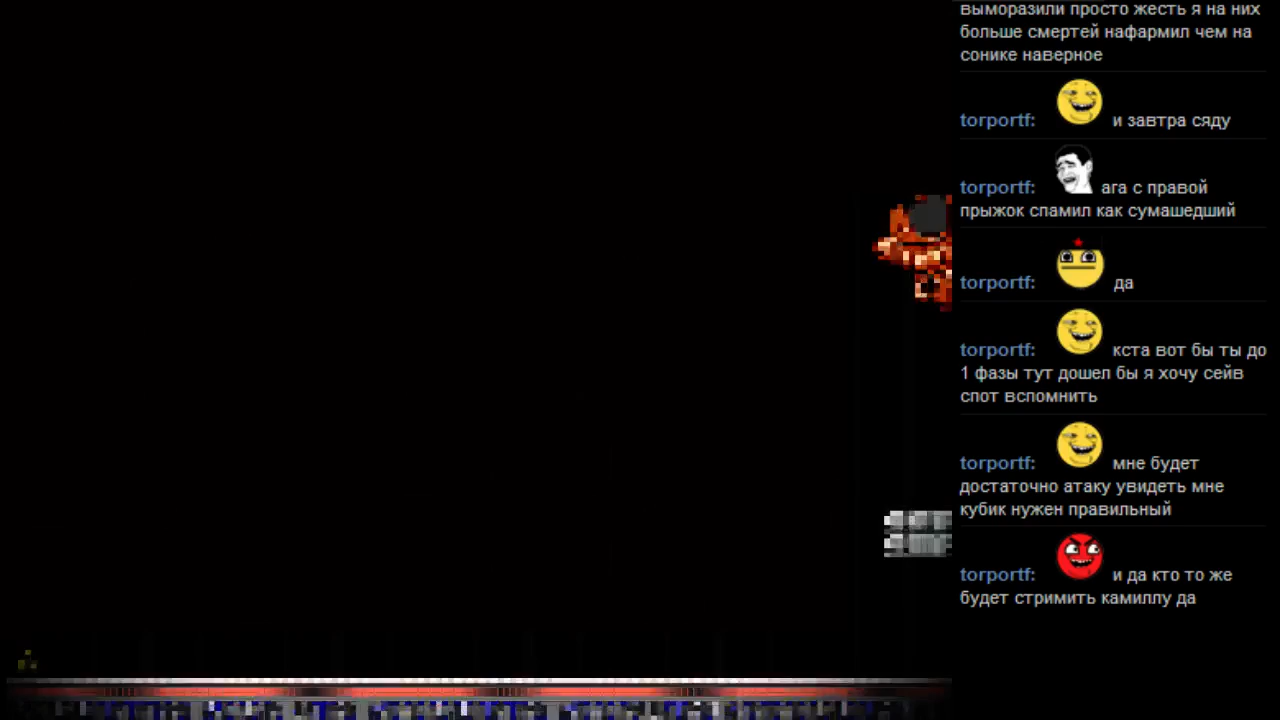 выморазили просто жесть я на них
больше смертей нафармил чем на
сонике наверное
torportf: и завтра сяду
torportf: ага с правой
прыжок спамил как сумашедший
torportf: да
torportf: кста вот бы ты до
1 фазы тут дошел бы я хочу сейв
спот вспомнить
torportf: мне будет
достаточно атаку увидеть мне
кубик нужен правильный
torportf: и да кто то же
будет стримить камиллу да